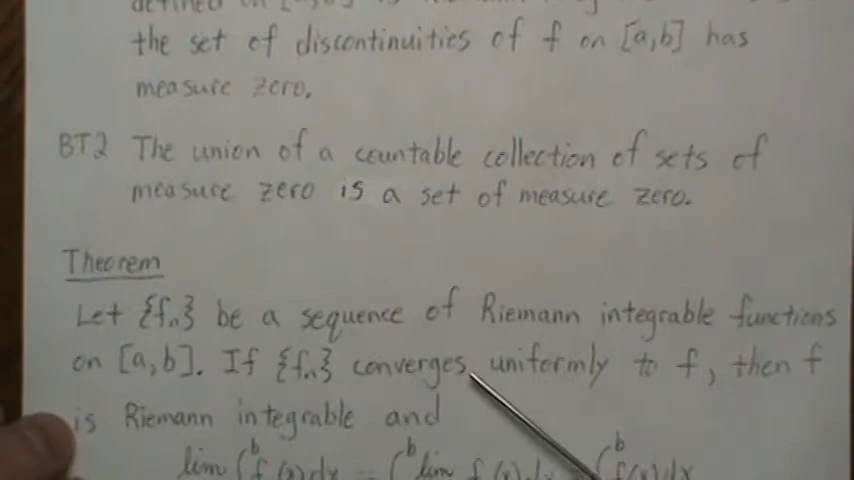 the set of discontinuities of f on [a,b] has
measure zero.
BT2 The union of a countable collection of sets of
measure zero is a set of measure zero.
Theorem
Let {fn} be a sequence of Riemann integrable functions
on [a,b]. If {fn} converges uniformly to f, then f
is Riemann integrable and